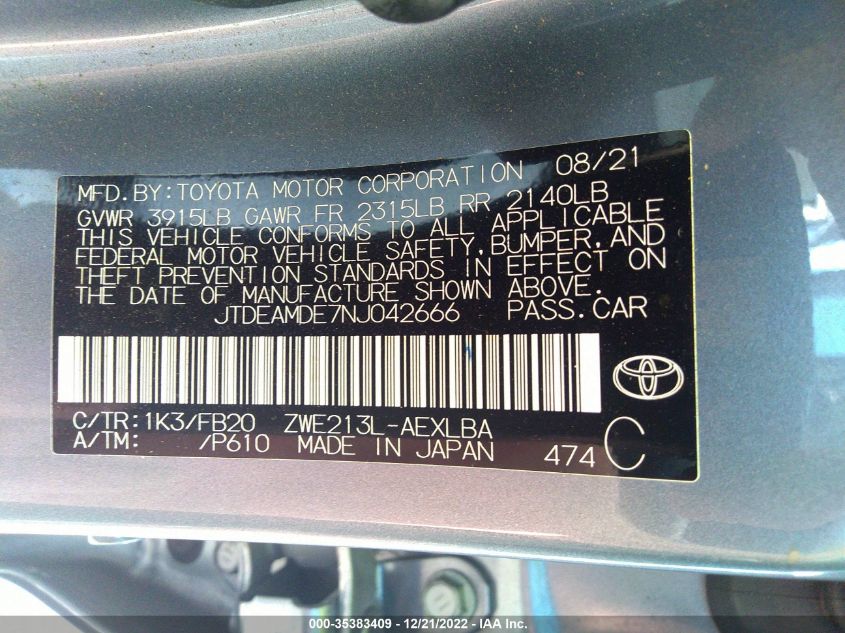 MFD.BY:TOYOTA MOTOR CORPORATION 08/21
GVWR 3915LB GAWR FR 2315LB RR 2140LB
THIS VEHICLE CONFORMS TO ALL APPLICABLE
FEDERAL MOTOR VEHICLE SAFETY, BUMPER, AND
THEFT PREVENTION STANDARDS IN EFFECT ON
THE DATE OF MANUFACTURE SHOWN ABOVE.
JTDEAMDE7NJ042666 PASS.CAR
C/TR:1K3/FB20 ZWE213L-AEXLBA
A/TM: /P610 MADE IN JAPAN 474 C
000-35383409 - 12/21/2022 - IAA Inc.